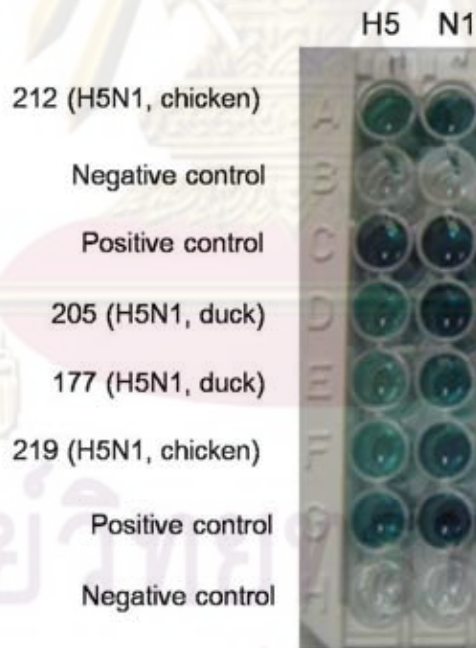 H5 N1
212 (H5N1, chicken)
A
Negative control
B
Positive control
C
205 (H5N1, duck)
D
177 (H5N1, duck)
E
219 (H5N1, chicken)
F
Positive control
G
Negative control
H